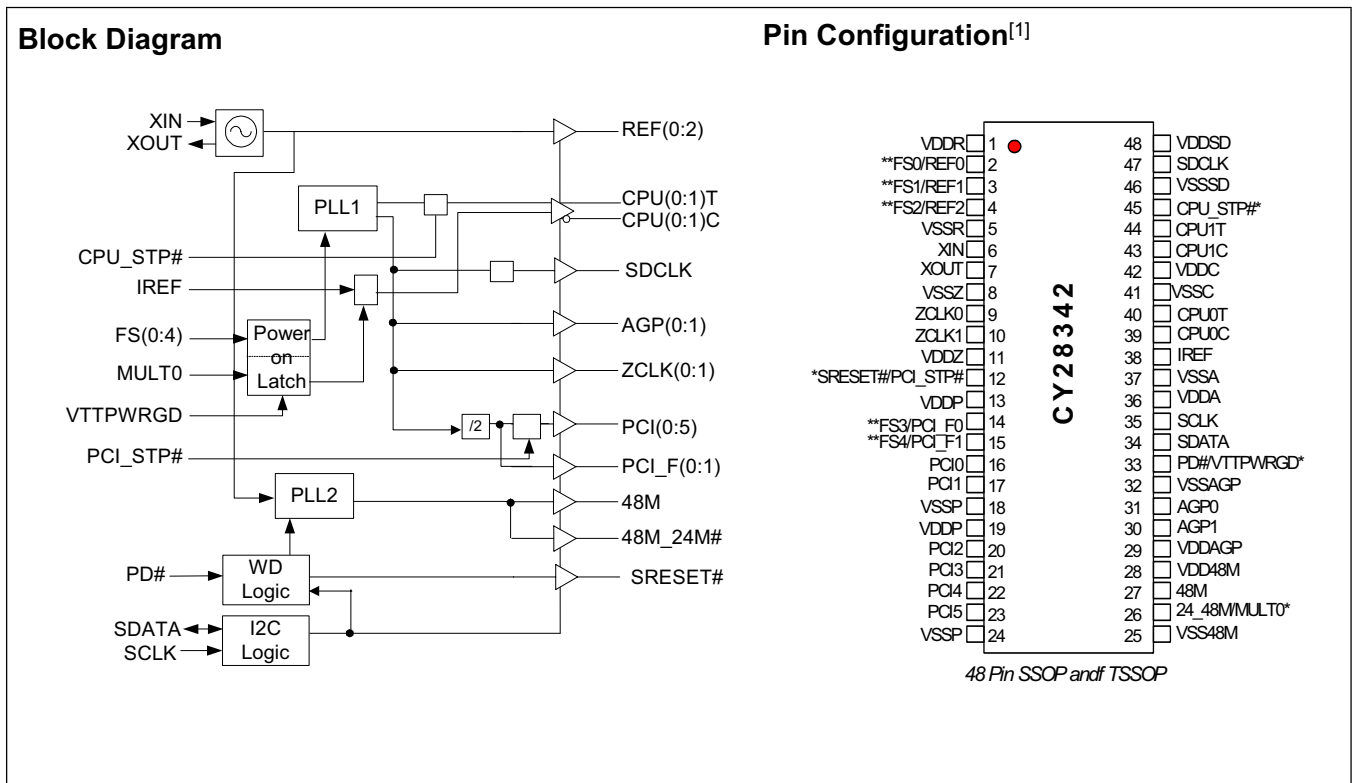 Block Diagram
XIN
XOUT
REF(0:2)
PLL1
CPU(0:1)T
CPU(0:1)C
CPU_STP#
SDCLK
IREF
FS(0:4)
Power
on
Latch
AGP(0:1)
MULT0
ZCLK(0:1)
VTTPWRGD
/2
PCI(0:5)
PCI_STP#
PCI_F(0:1)
PLL2
48M
48M_24M#
PD#
WD
Logic
SRESET#
SDATA
SCLK
I2C
Logic
Pin Configuration[1]
VDDR 1
**FS0/REF0 2
**FS1/REF1 3
**FS2/REF2 4
VSSR 5
XIN 6
XOUT 7
VSSZ 8
ZCLK0 9
ZCLK1 10
VDDZ 11
*SRESET#/PCI_STP# 12
VDDP 13
**FS3/PCI_F0 14
**FS4/PCI_F1 15
PCI0 16
PCI1 17
VSSP 18
VDDP 19
PCI2 20
PCI3 21
PCI4 22
PCI5 23
VSSP 24
CY28342
48 VDDSD
47 SDCLK
46 VSSSD
45 CPU_STP#*
44 CPU1T
43 CPU1C
42 VDDC
41 VSSC
40 CPU0T
39 CPU0C
38 IREF
37 VSSA
36 VDDA
35 SCLK
34 SDATA
33 PD#/VTTPWRGD*
32 VSSAGP
31 AGP0
30 AGP1
29 VDDAGP
28 VDD48M
27 48M
26 24_48M/MULT0*
25 VSS48M
48 Pin SSOP andf TSSOP